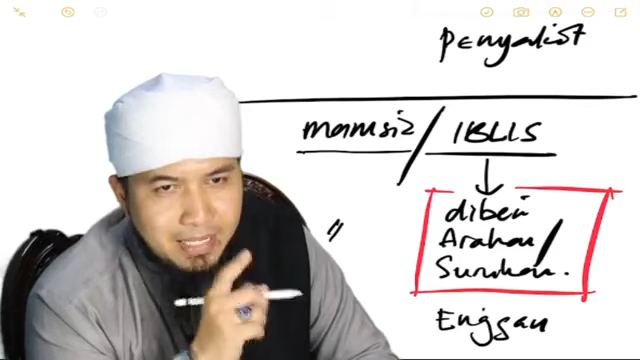 Penyakit
manusia / IBLIS
diberi
Arahan /
Suruhan.
Enggan